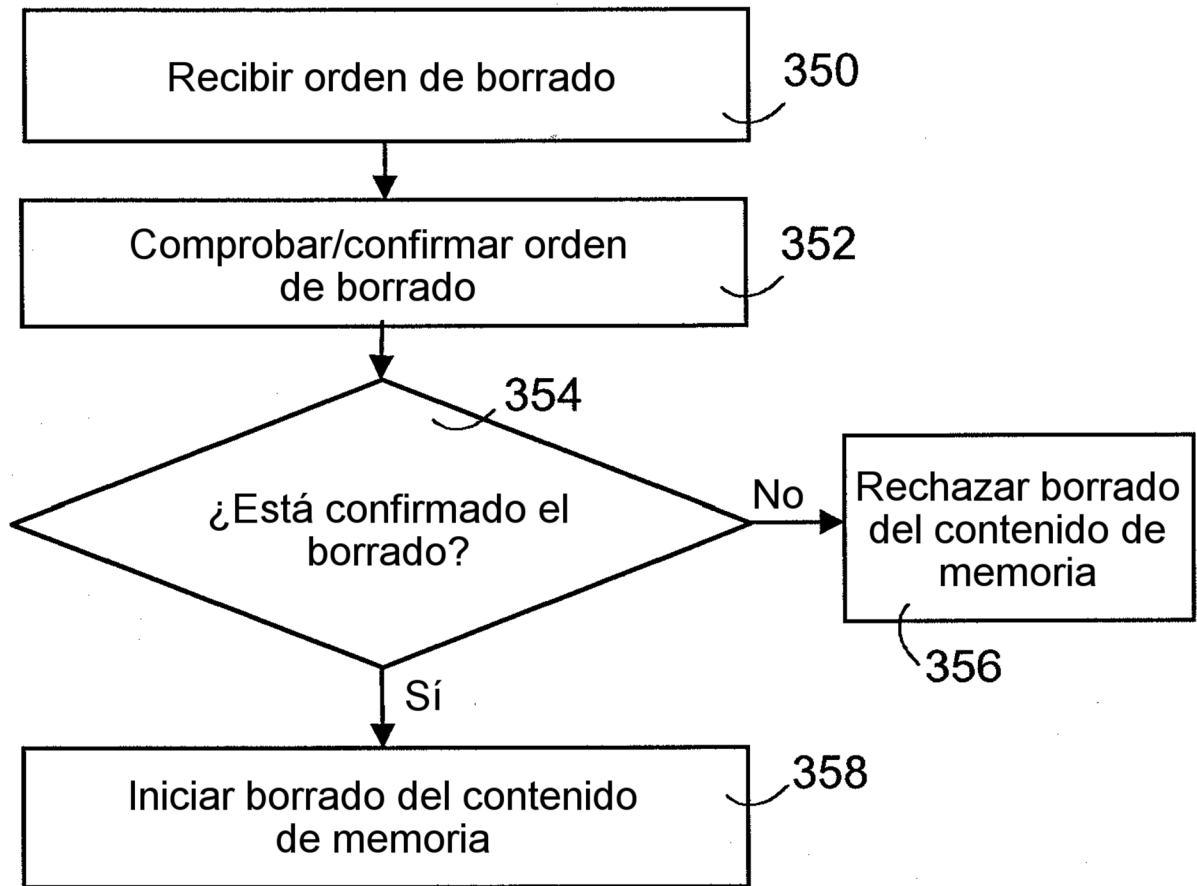 Recibir orden de borrado
350
Comprobar/confirmar orden
de borrado
352
354
¿Está confirmado el
borrado?
No
Rechazar borrado
del contenido de
memoria
356
Sí
Iniciar borrado del contenido
de memoria
358